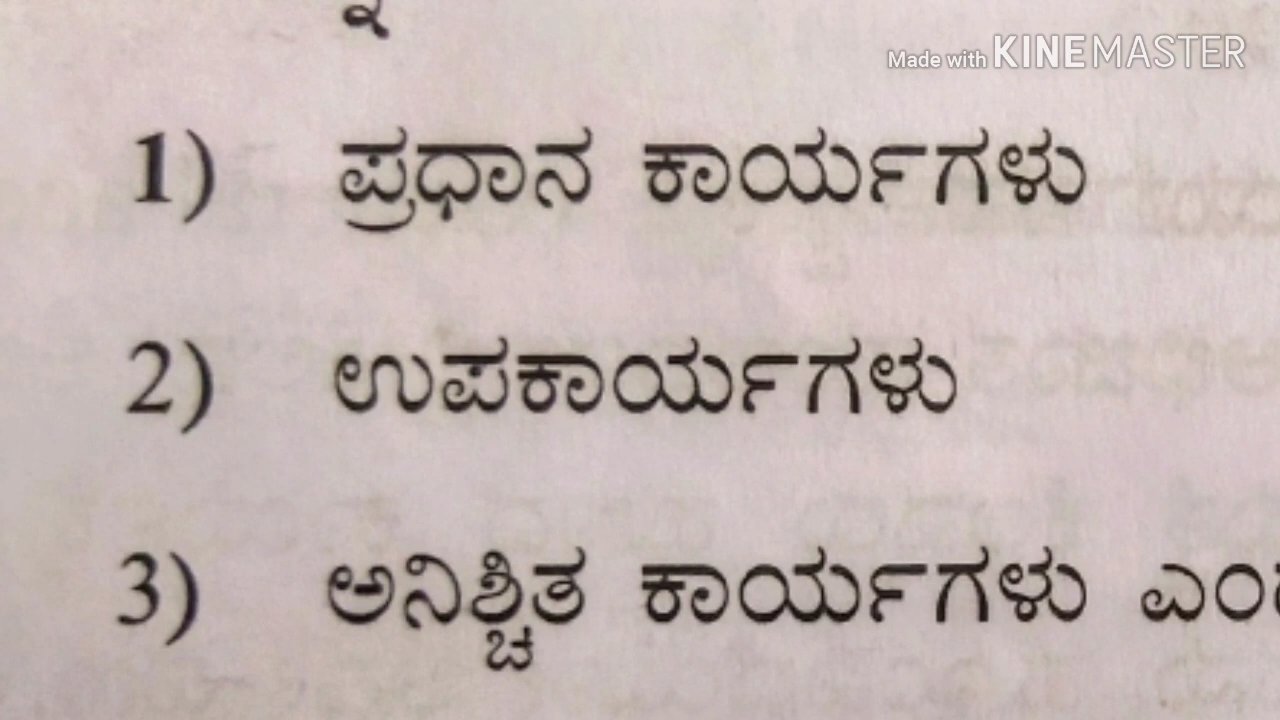 Made with KINEMASTER
1) ಪ್ರಧಾನ ಕಾರ್ಯಗಳು
2) ಉಪಕಾರ್ಯಗಳು
3) ಅನಿಶ್ಚಿತ ಕಾರ್ಯಗಳು